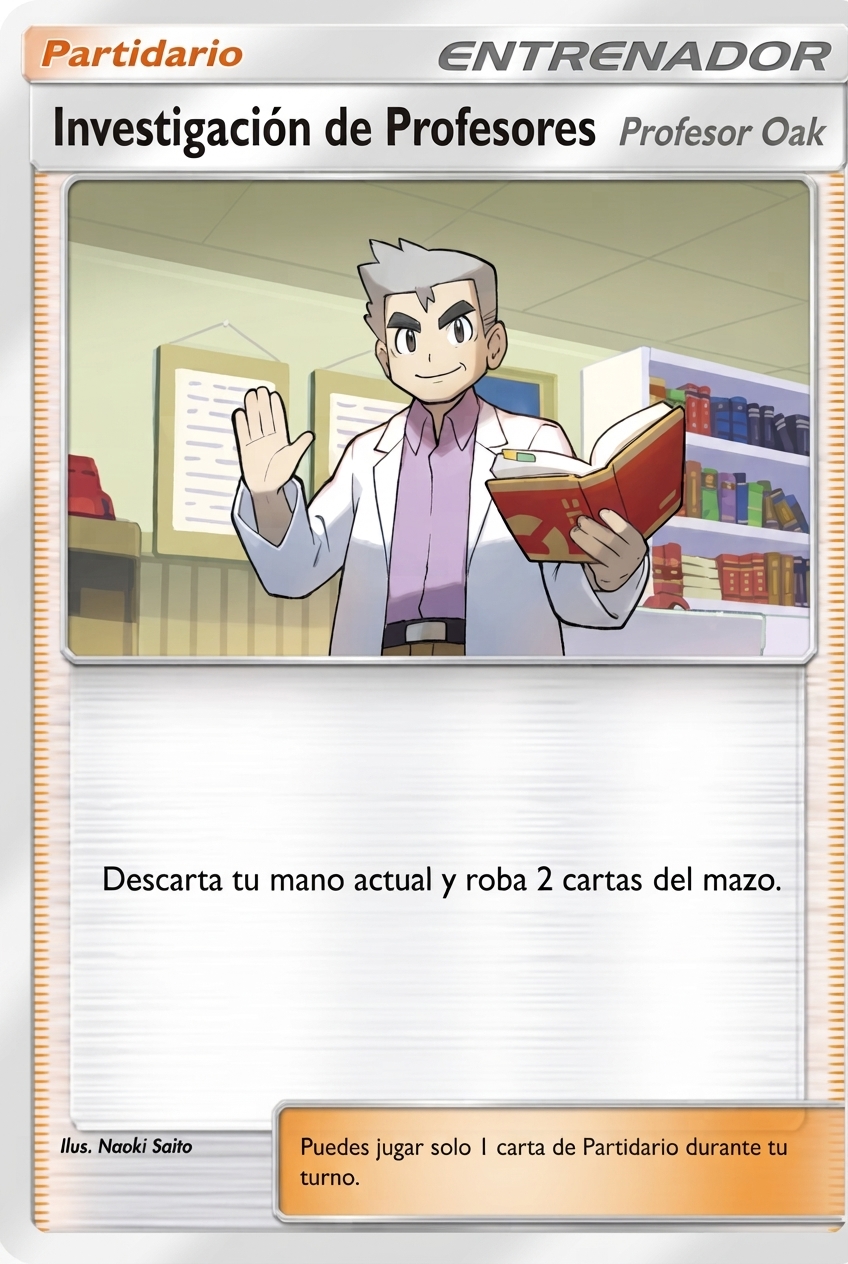 Partidario
ENTRENADOR
Investigación de Profesores Profesor Oak
Descarta tu mano actual y roba 2 cartas del mazo.
Ilus. Naoki Saito
Puedes jugar solo 1 carta de Partidario durante tu
turno.